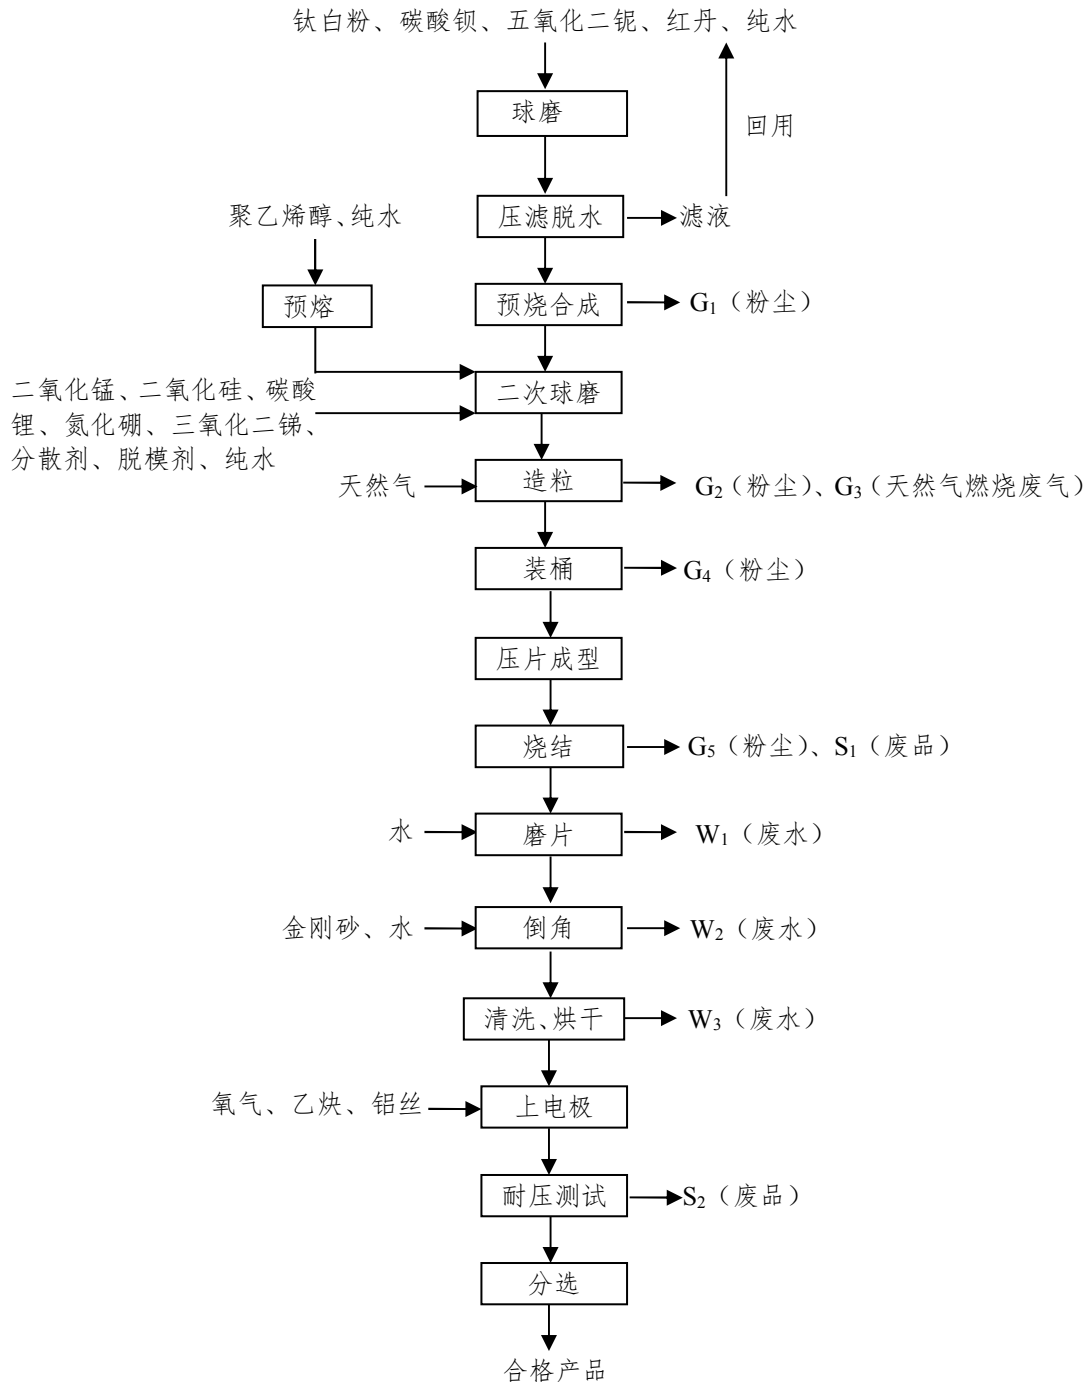 钛白粉、碳酸钡、五氧化二铌、红丹、纯水
球磨
回用
聚乙烯醇、纯水
压滤脱水
滤液
预熔
预烧合成
G₁（粉尘）
二氧化锰、二氧化硅、碳酸
锂、氮化硼、三氧化二锑、
分散剂、脱模剂、纯水
二次球磨
天然气
造粒
G₂（粉尘）、G₃（天然气燃烧废气）
装桶
G₄（粉尘）
压片成型
烧结
G₅（粉尘）、S₁（废品）
水
磨片
W₁（废水）
金刚砂、水
倒角
W₂（废水）
清洗、烘干
W₃（废水）
氧气、乙炔、铝丝
上电极
耐压测试
S₂（废品）
分选
合格产品